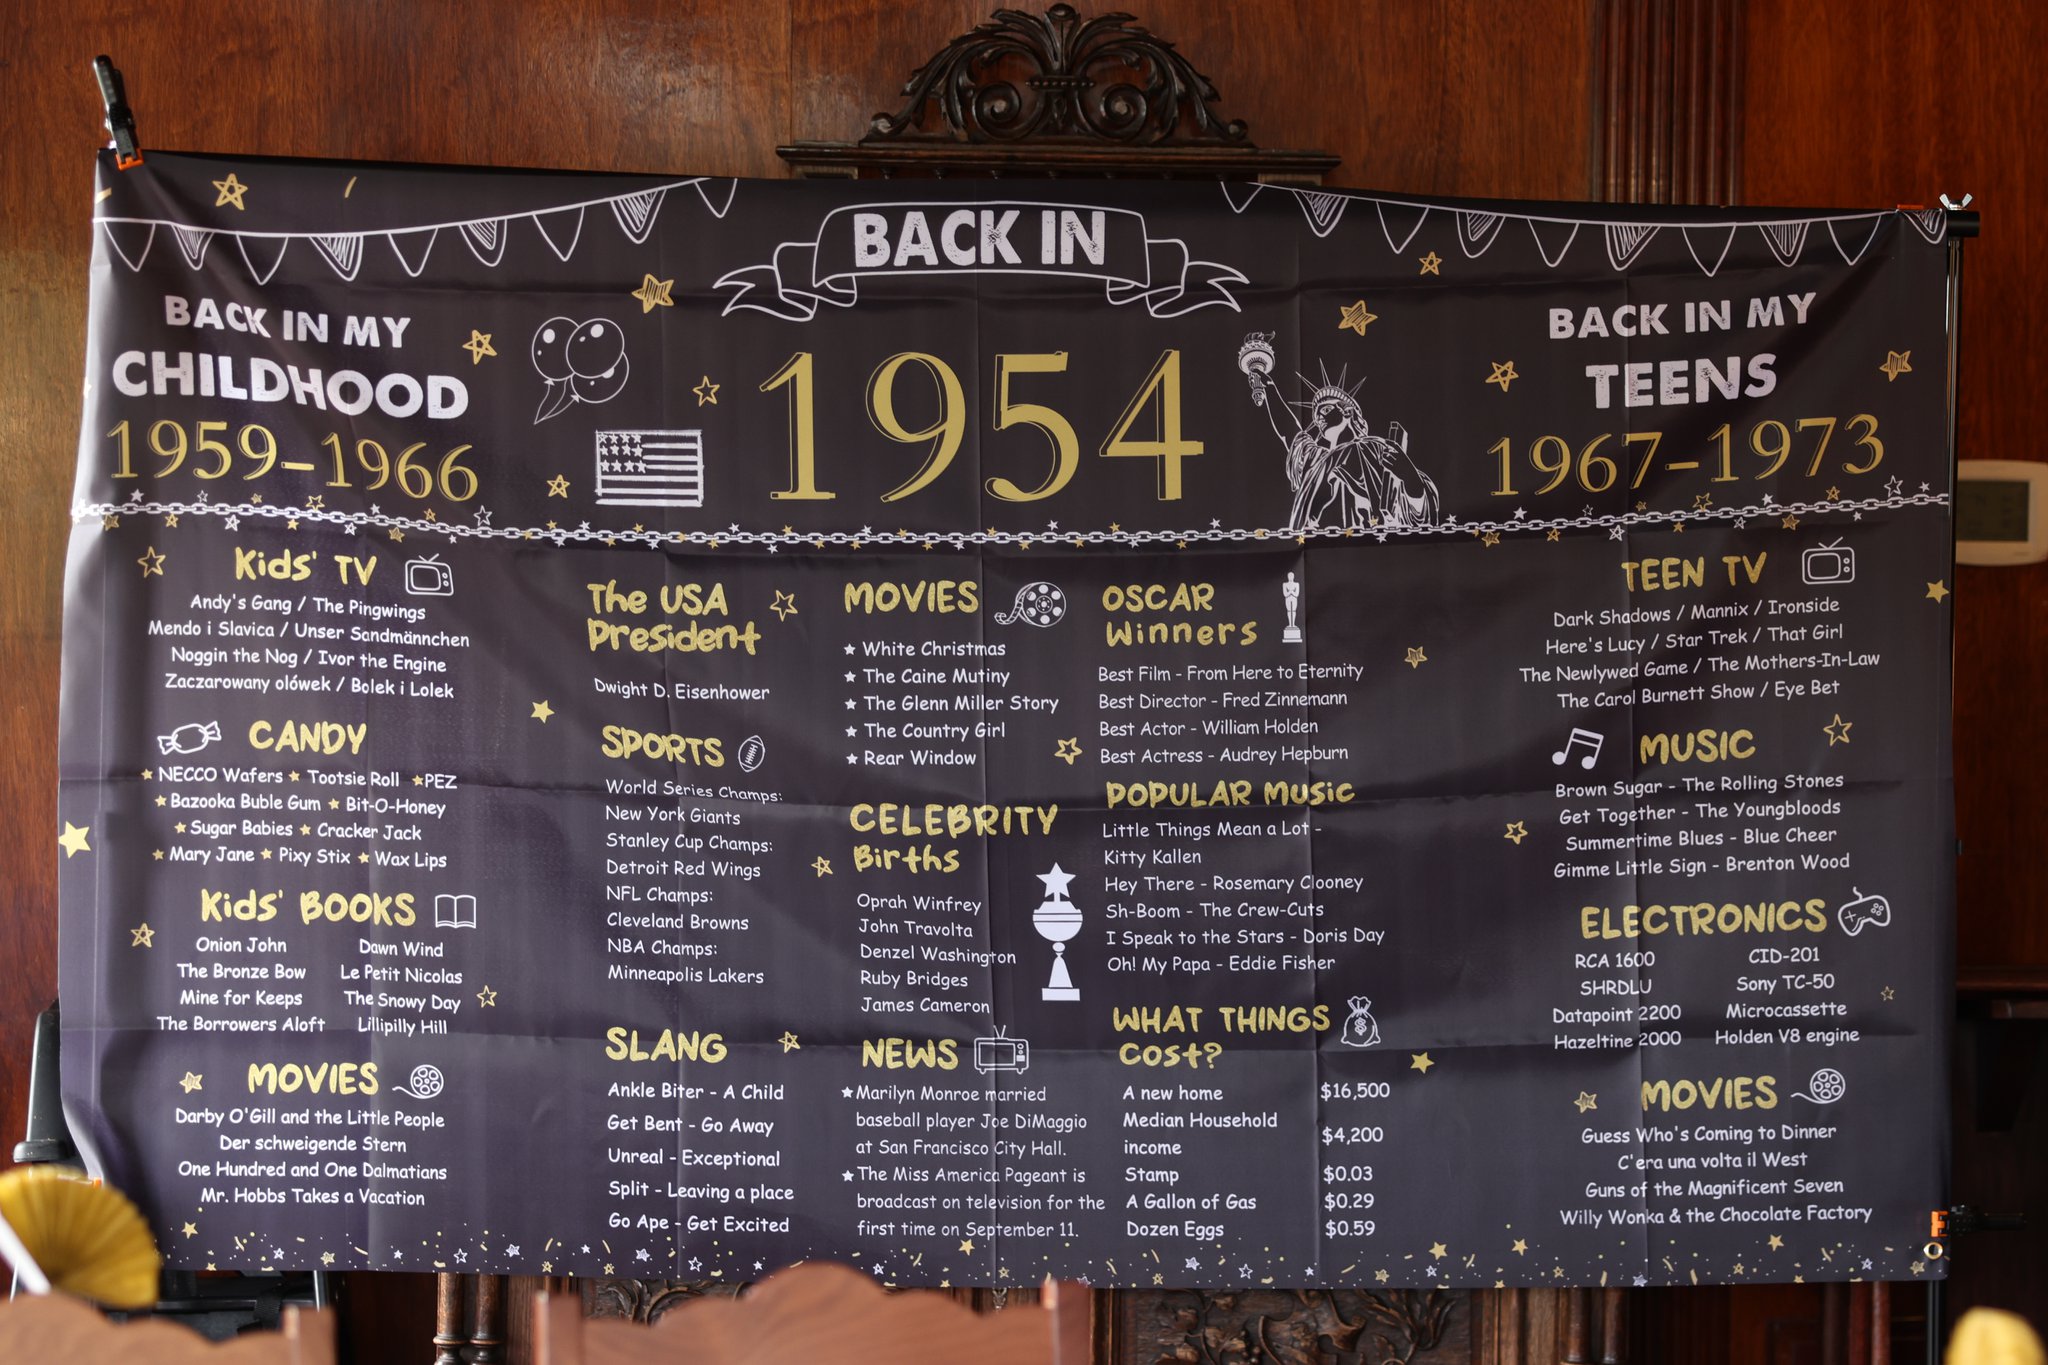 BACK IN
1954
BACK IN MY
CHILDHOOD
1959-1966
Kids' TV
Andy's Gang / The Pingwings
Mendo i Slavica / Unser Sandmännchen
Noggin the Nog / Ivor the Engine
Zaczarowany olówek / Bolek i Lolek
CANDY
NECCO Wafers ★ Tootsie Roll ★ PEZ
Bazooka Buble Gum ★ Bit-O-Honey
Sugar Babies ★ Cracker Jack
Mary Jane ★ Pixy Stix ★ Wax Lips
Kids' BOOKS
Onion John
The Bronze Bow
Mine for Keeps
The Borrowers Aloft
Dawn Wind
Le Petit Nicolas
The Snowy Day
Lillipilly Hill
MOVIES
Darby O'Gill and the Little People
Der schweigende Stern
One Hundred and One Dalmatians
Mr. Hobbs Takes a Vacation
The USA
President
Dwight D. Eisenhower
SPORTS
World Series Champs:
New York Giants
Stanley Cup Champs:
Detroit Red Wings
NFL Champs:
Cleveland Browns
NBA Champs:
Minneapolis Lakers
SLANG
Ankle Biter - A Child
Get Bent - Go Away
Unreal - Exceptional
Split - Leaving a place
Go Ape - Get Excited
MOVIES
★ White Christmas
★ The Caine Mutiny
★ The Glenn Miller Story
★ The Country Girl
★ Rear Window
CELEBRITY
Births
Oprah Winfrey
John Travolta
Denzel Washington
Ruby Bridges
James Cameron
NEWS
★ Marilyn Monroe married
baseball player Joe DiMaggio
at San Francisco City Hall.
★ The Miss America Pageant is
broadcast on television for the
first time on September 11.
OSCAR
Winners
Best Film - From Here to Eternity
Best Director - Fred Zinnemann
Best Actor - William Holden
Best Actress - Audrey Hepburn
POPULAR Music
Little Things Mean a Lot -
Kitty Kallen
Hey There - Rosemary Clooney
Sh-Boom - The Crew-Cuts
I Speak to the Stars - Doris Day
Oh! My Papa - Eddie Fisher
WHAT THINGS
Cost?
A new home $16,500
Median Household
income $4,200
Stamp $0.03
A Gallon of Gas $0.29
Dozen Eggs $0.59
BACK IN MY
TEENS
1967-1973
TEEN TV
Dark Shadows / Mannix / Ironside
Here's Lucy / Star Trek / That Girl
The Newlywed Game / The Mothers-In-Law
The Carol Burnett Show / Eye Bet
MUSIC
Brown Sugar - The Rolling Stones
Get Together - The Youngbloods
Summertime Blues - Blue Cheer
Gimme Little Sign - Brenton Wood
ELECTRONICS
RCA 1600
SHRDLU
Datapoint 2200
Hazeltine 2000
CID-201
Sony TC-50
Microcassette
Holden V8 engine
MOVIES
Guess Who's Coming to Dinner
C'era una volta il West
Guns of the Magnificent Seven
Willy Wonka & the Chocolate Factory